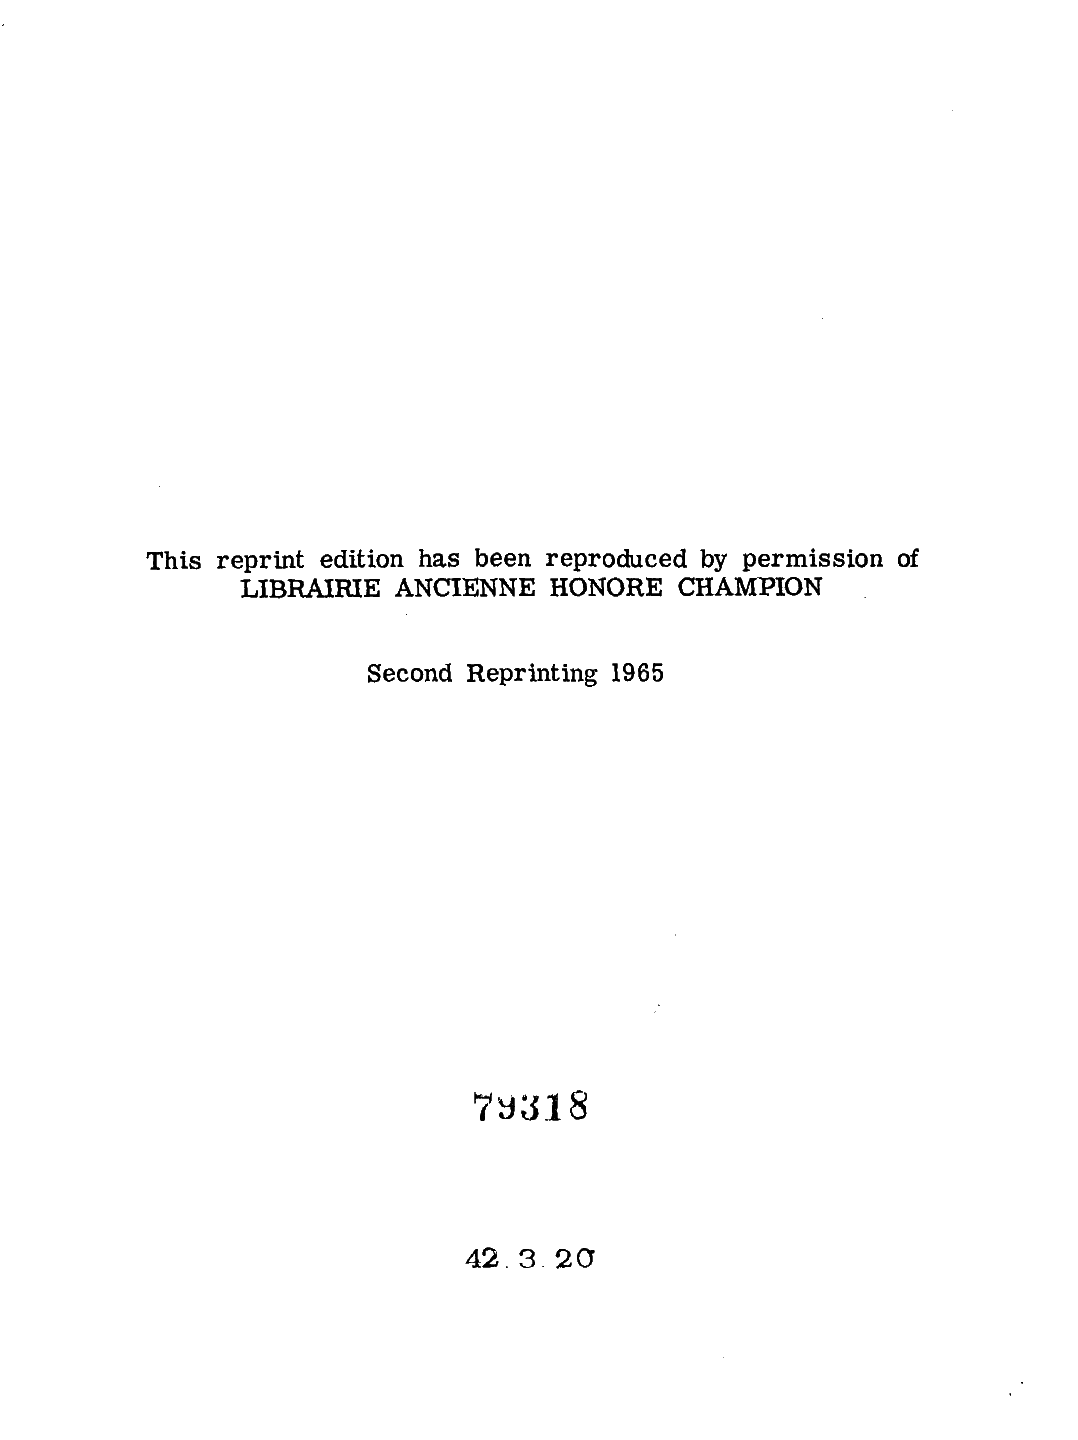 This reprint edition has been reproduced by permission of
LIBRAIRIE ANCIENNE HONORE CHAMPION
Second Reprinting 1965
79318
42.3.20